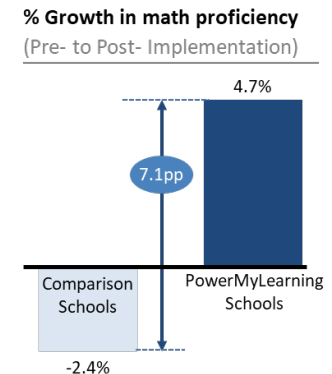 % Growth in math proficiency
(Pre- to Post- Implementation)
4.7%
7.1pp
Comparison
Schools
PowerMyLearning
Schools
-2.4%